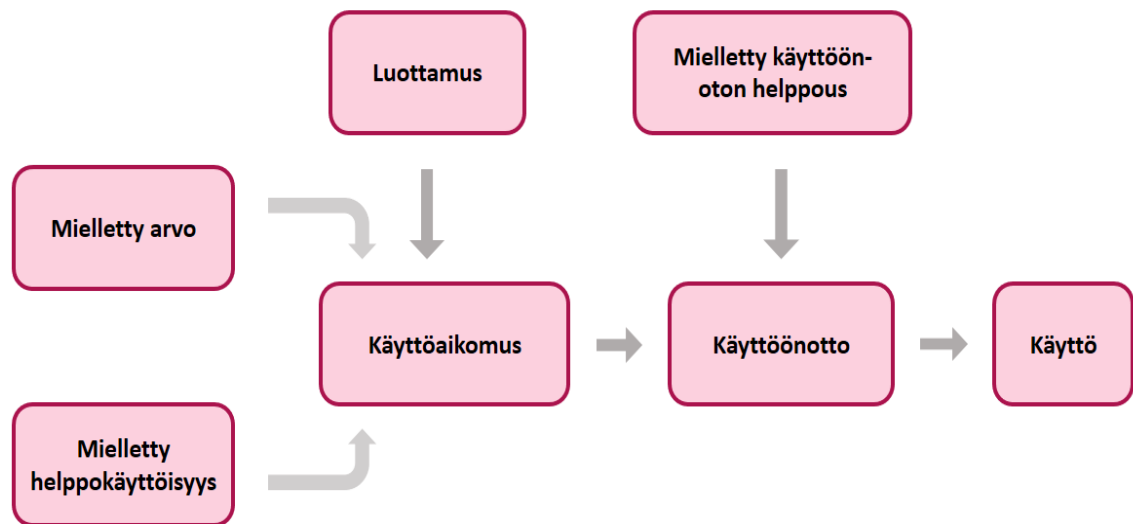 Luottamus
Mielletty käyttöön-
oton helppous
Mielletty arvo
Käyttöaikomus
Käyttöönotto
Käyttö
Mielletty
helppokäyttöisyys